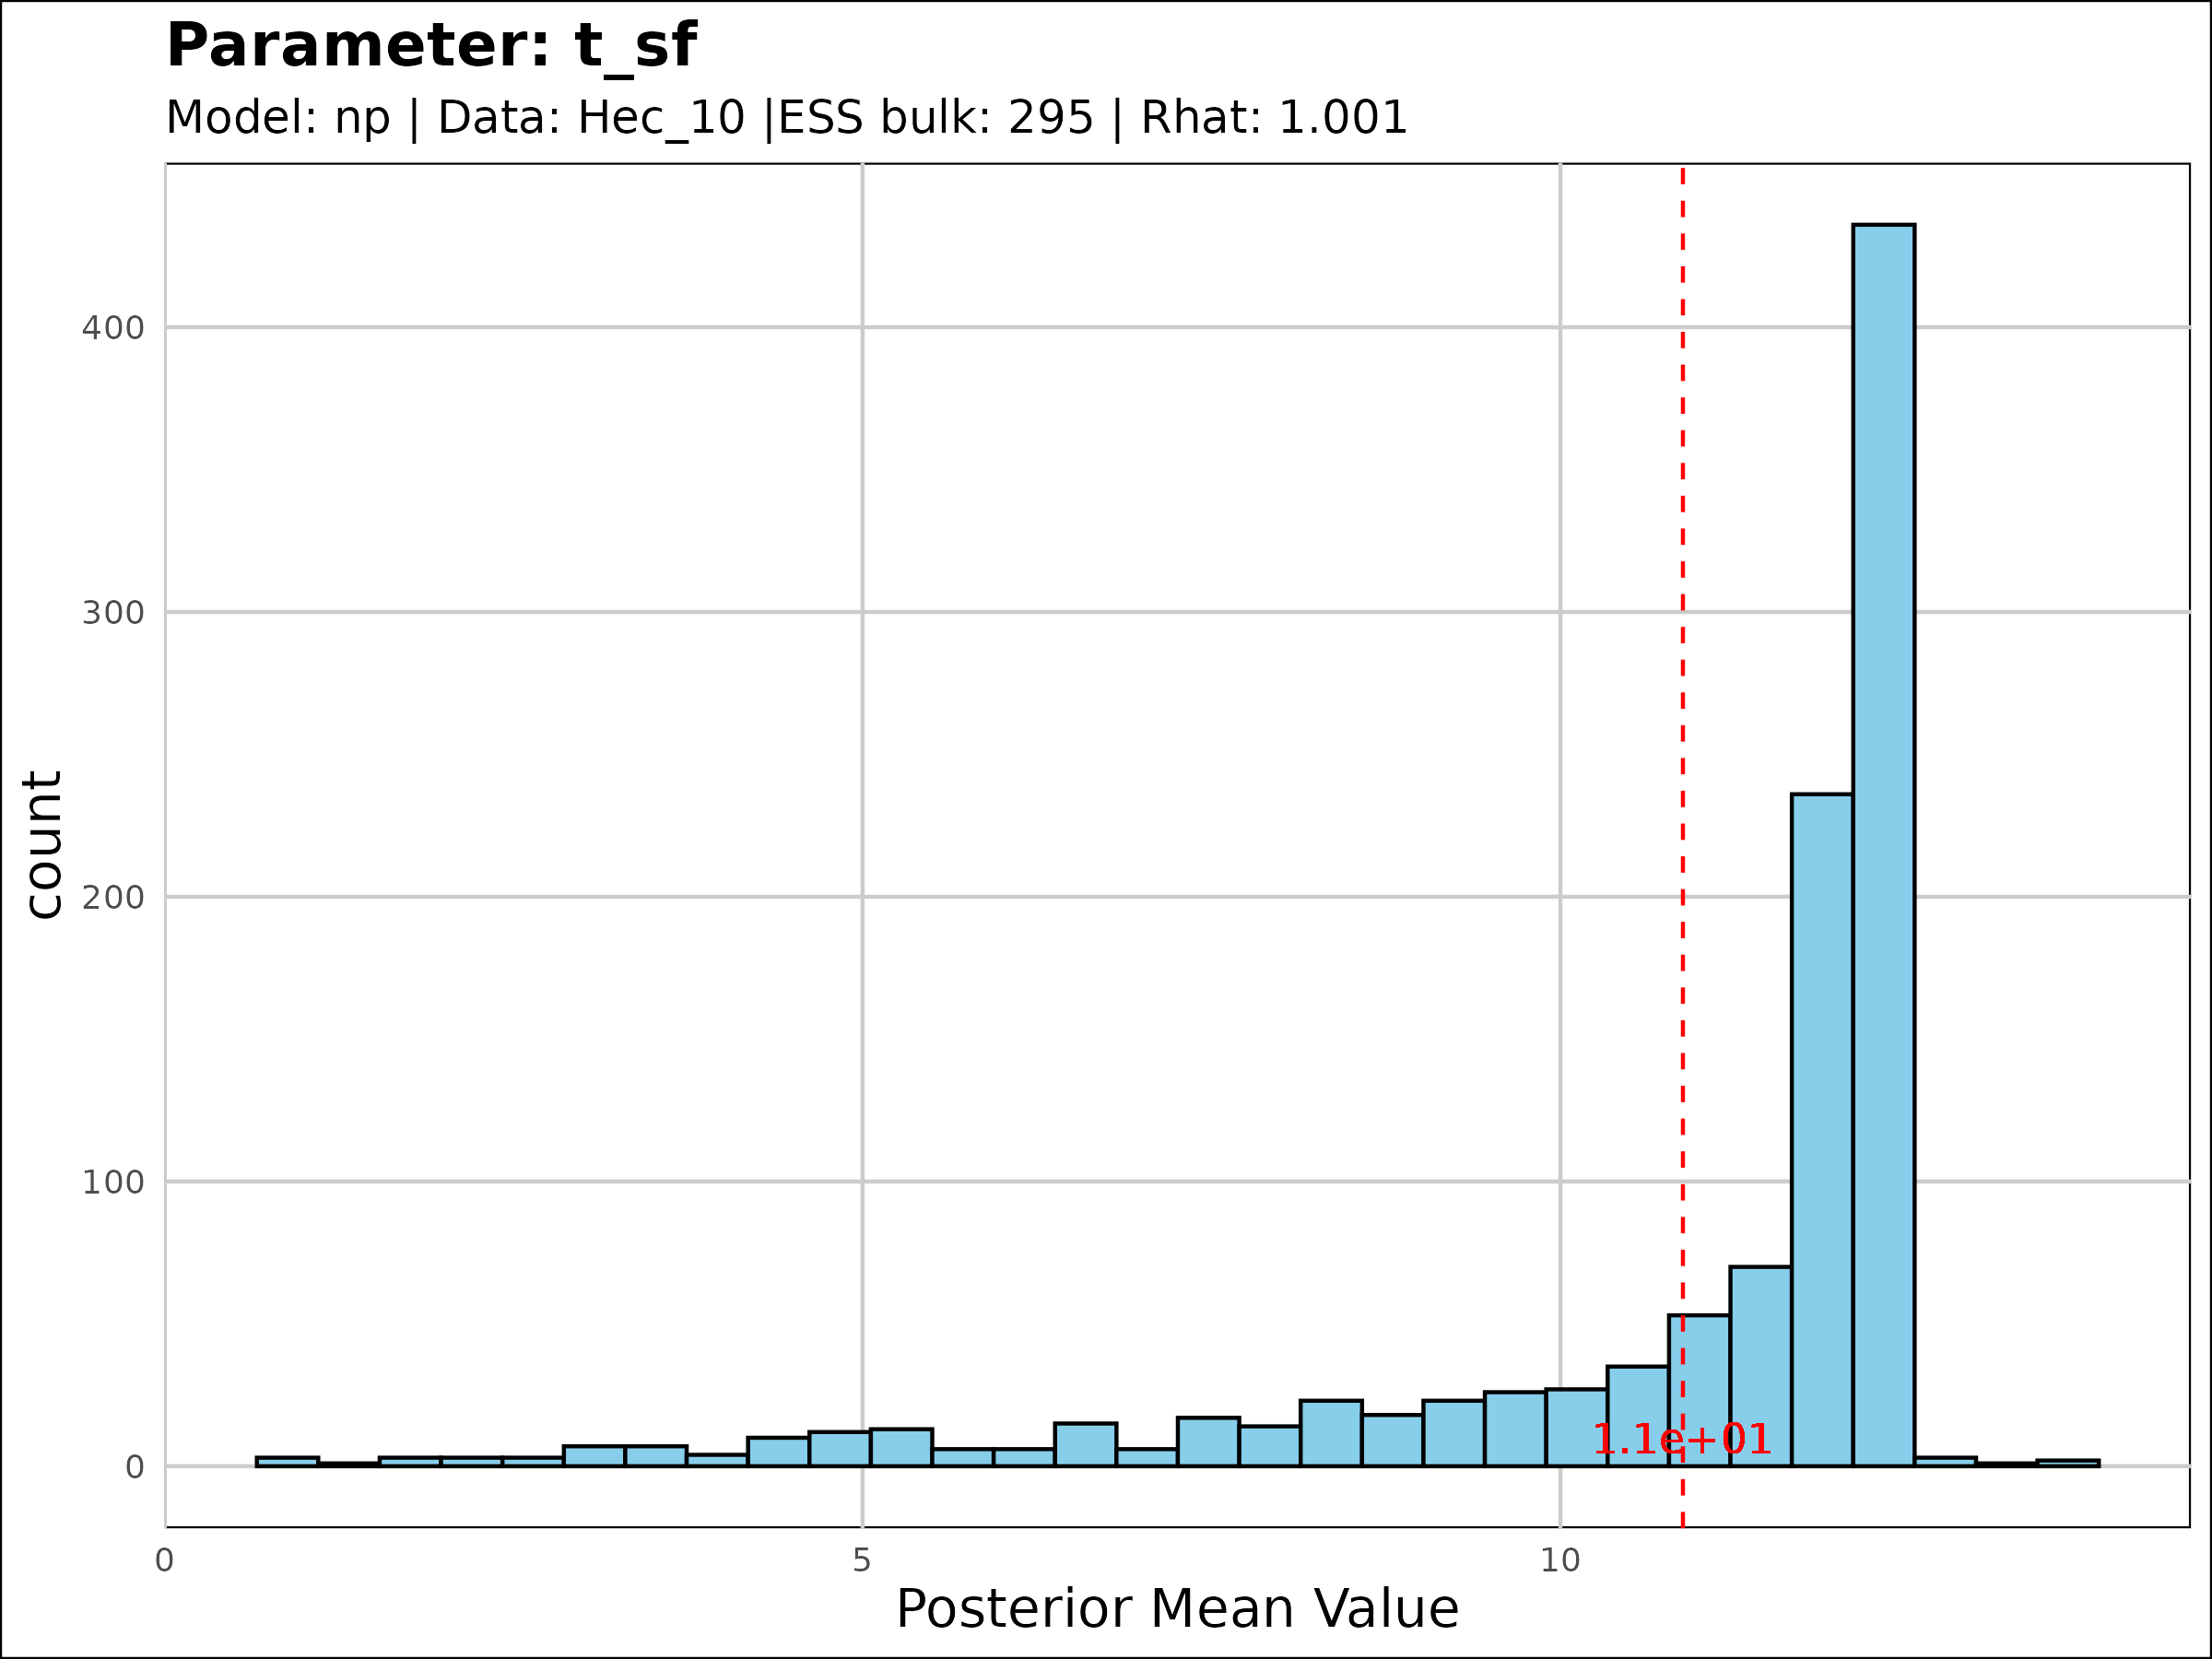 Parameter: t_sf
Model: np | Data: Hec_10 |ESS bulk: 295 | Rhat: 1.001
count
400
300
200
100
0
1.1e+01
0 5 10
Posterior Mean Value